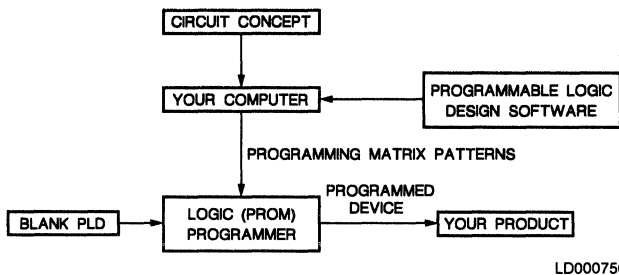 CIRCUIT CONCEPT
YOUR COMPUTER
PROGRAMMABLE LOGIC
DESIGN SOFTWARE
PROGRAMMING MATRIX PATTERNS
BLANK PLD
LOGIC (PROM)
PROGRAMMER
PROGRAMMED
DEVICE
YOUR PRODUCT